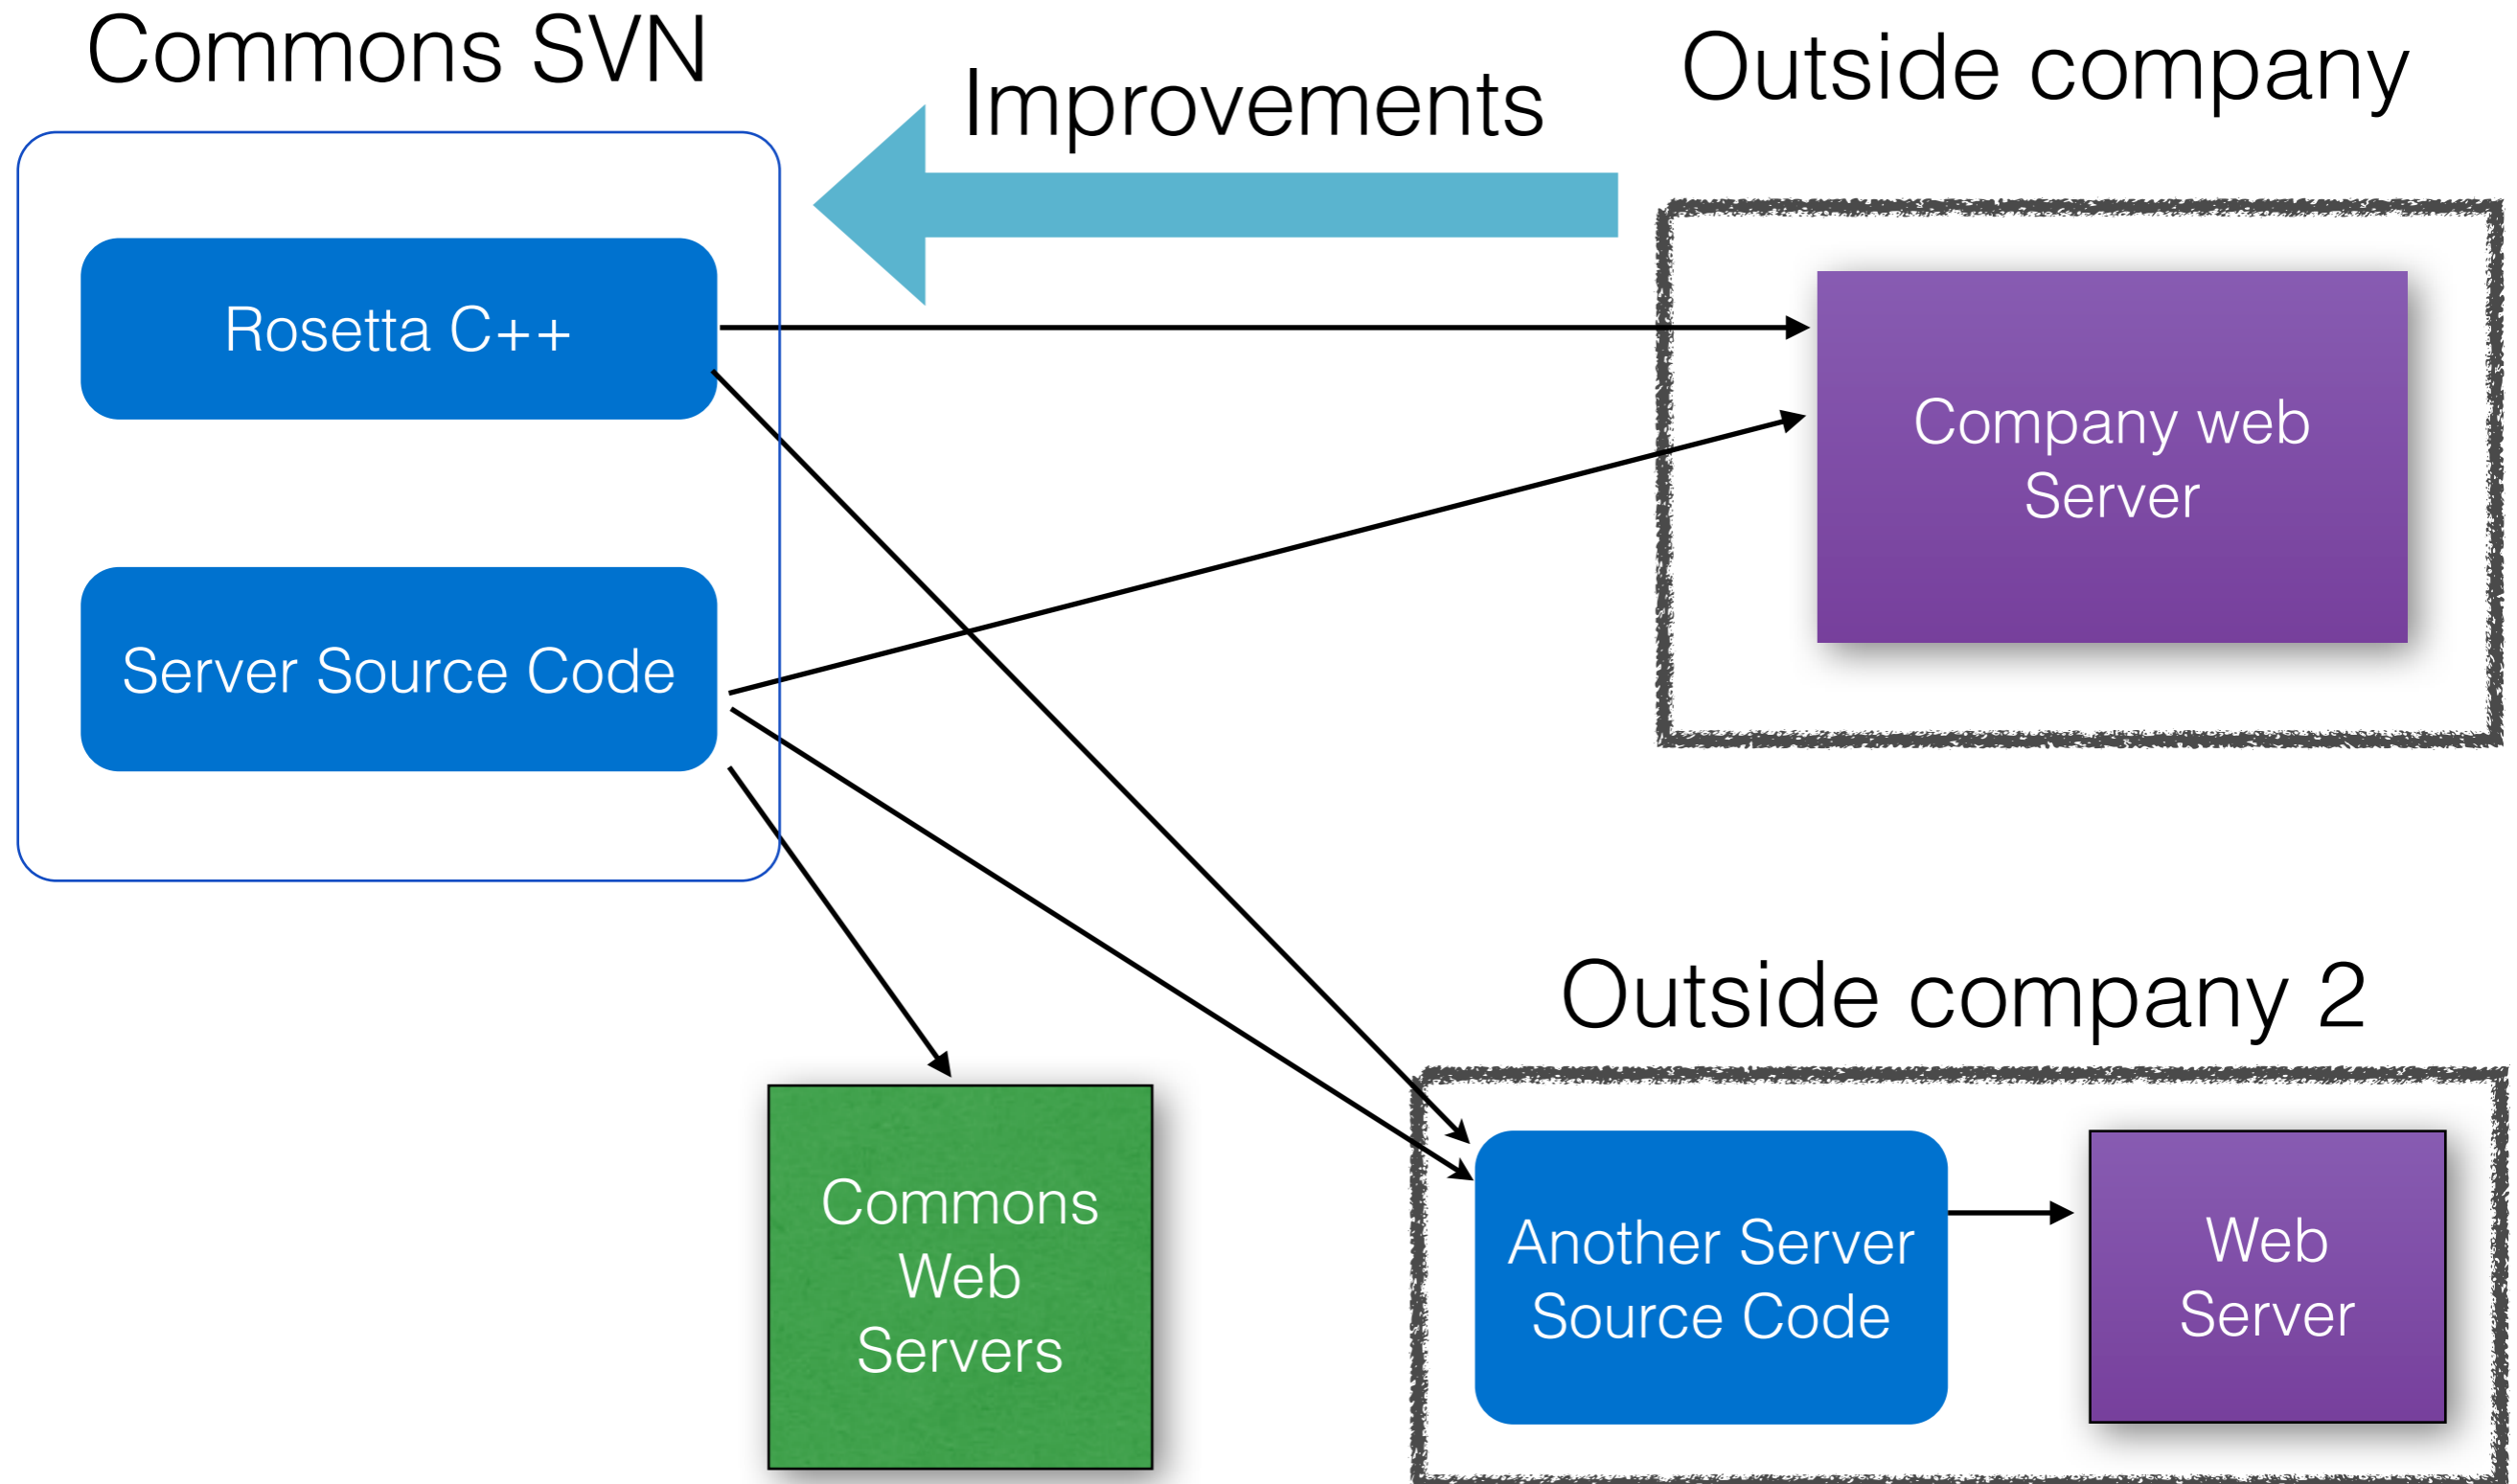 Commons SVN
Improvements
Outside company
Rosetta C++
Company web
Server
Server Source Code
Outside company 2
Commons
Web
Servers
Another Server
Source Code
Web
Server